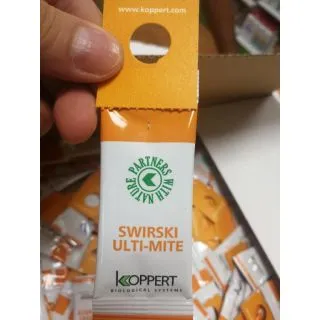 www.koppert.com
PARTNERS WITH NATURE
SWIRSKI
ULTI-MITE
KOPPERT
BIOLOGICAL SYSTEMS